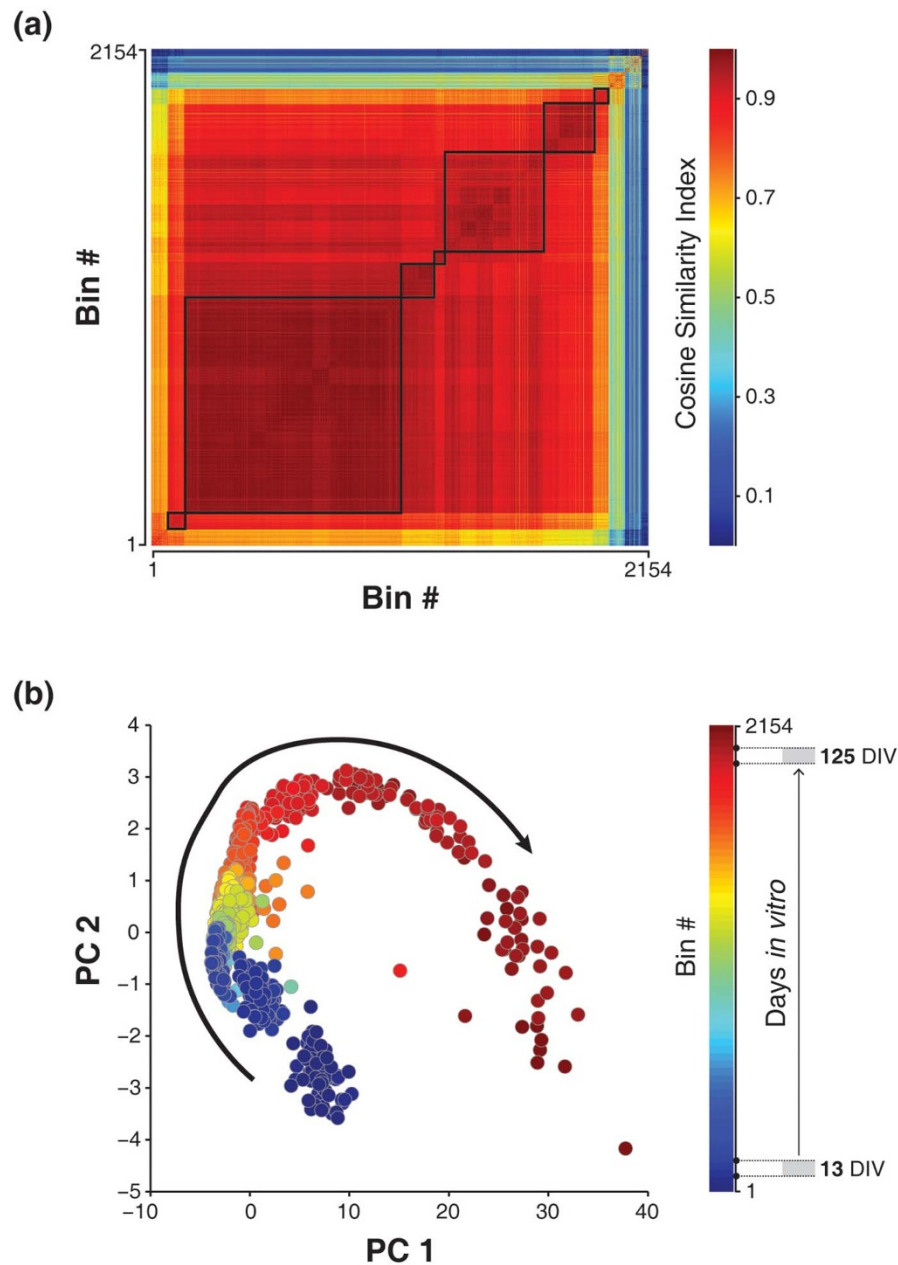 (a)
2154
Bin #
1
1
2154
Bin #
0.9
0.7
0.5
0.3
0.1
Cosine Similarity Index
(b)
4
3
2
1
0
−1
−2
−3
−4
−5
PC 2
−10
0
10
20
30
40
PC 1
2154
125 DIV
Bin #
Days in vitro
13 DIV
1